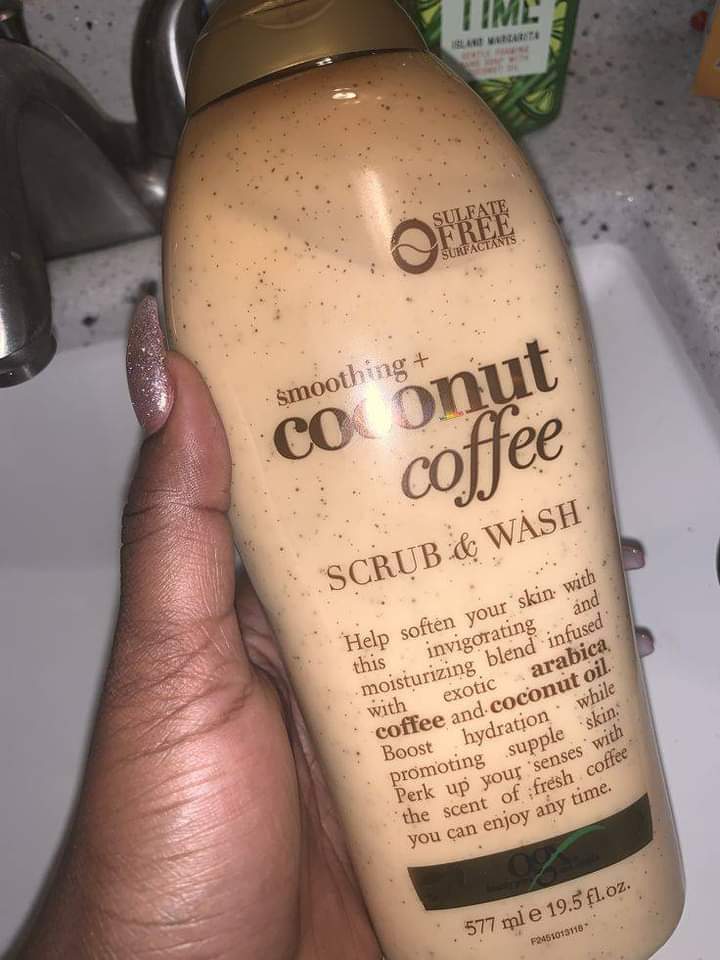 TIME
ISLAND MARGARITA
SULFATE
FREE
SURFACTANTS
smoothing +
coconut
coffee
SCRUB & WASH
Help soften your skin with
this invigorating and
moisturizing blend infused
with exotic arabica
coffee and coconut oil.
Boost hydration while
promoting supple skin.
Perk up your senses with
the scent of fresh coffee
you can enjoy any time.
ogx
577 ml e 19.5 fl.oz.
F2451013118